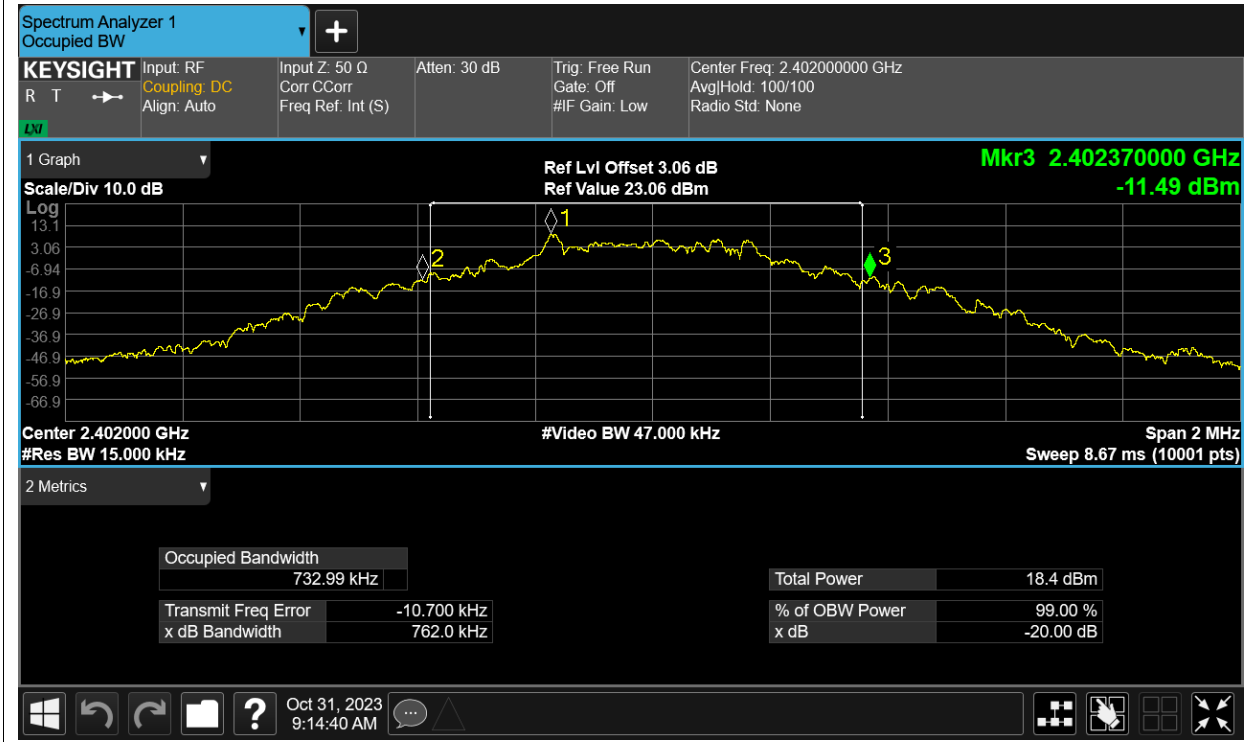 Spectrum Analyzer 1
Occupied BW
KEYSIGHT
R T
LXI
Input: RF
Coupling: DC
Align: Auto
Input Z: 50 Ω
Corr CCorr
Freq Ref: Int (S)
Atten: 30 dB
Trig: Free Run
Gate: Off
#IF Gain: Low
Center Freq: 2.402000000 GHz
Avg|Hold: 100/100
Radio Std: None
1 Graph
Scale/Div 10.0 dB
Ref Lvl Offset 3.06 dB
Ref Value 23.06 dBm
Mkr3 2.402370000 GHz
-11.49 dBm
Log
13.1
3.06
-6.94
-16.9
-26.9
-36.9
-46.9
-56.9
-66.9
1
2
3
Center 2.402000 GHz
#Video BW 47.000 kHz
Span 2 MHz
#Res BW 15.000 kHz
Sweep 8.67 ms (10001 pts)
2 Metrics
Occupied Bandwidth
732.99 kHz
Transmit Freq Error -10.700 kHz
x dB Bandwidth 762.0 kHz
Total Power 18.4 dBm
% of OBW Power 99.00 %
x dB -20.00 dB
?
Oct 31, 2023
9:14:40 AM